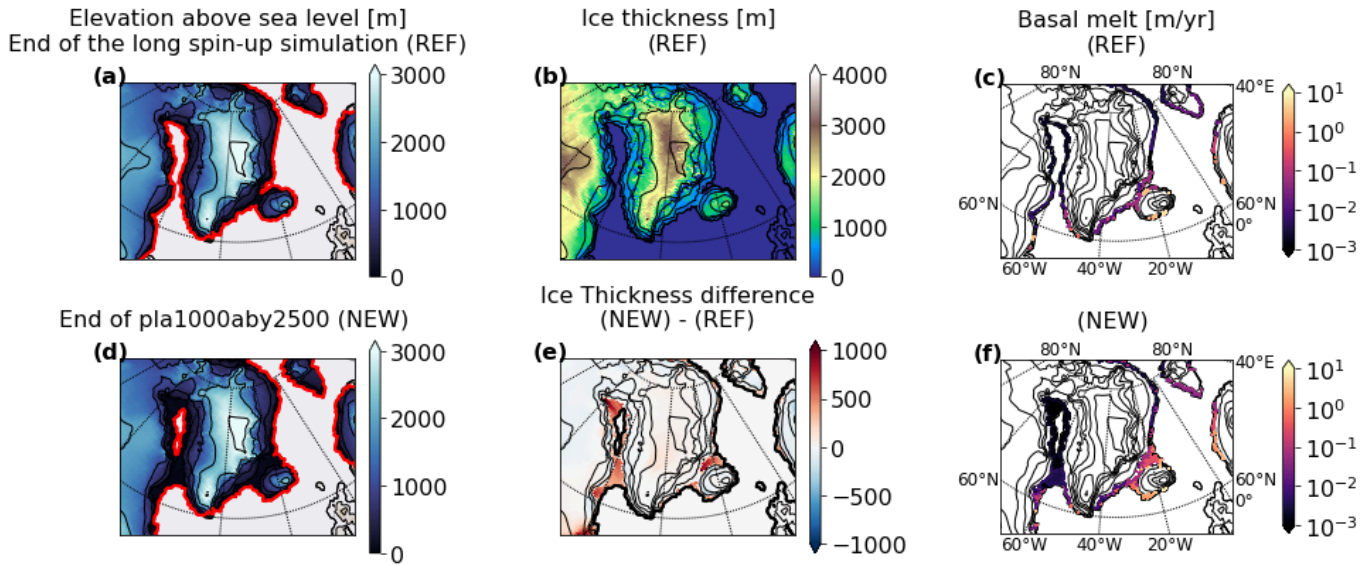 Elevation above sea level [m]
End of the long spin-up simulation (REF)
(a)
3000
2000
1000
0
Ice thickness [m]
(REF)
(b)
4000
3000
2000
1000
0
Basal melt [m/yr]
(REF)
(c)
80°N
80°N
40°E
60°N
60°N
0°
60°W
40°W
20°W
10¹
10⁰
10⁻¹
10⁻²
10⁻³
End of pla1000aby2500 (NEW)
(d)
3000
2000
1000
0
Ice Thickness difference
(NEW) - (REF)
(e)
1000
500
0
−500
−1000
(NEW)
(f)
80°N
80°N
40°E
60°N
60°N
0°
60°W
40°W
20°W
10¹
10⁰
10⁻¹
10⁻²
10⁻³